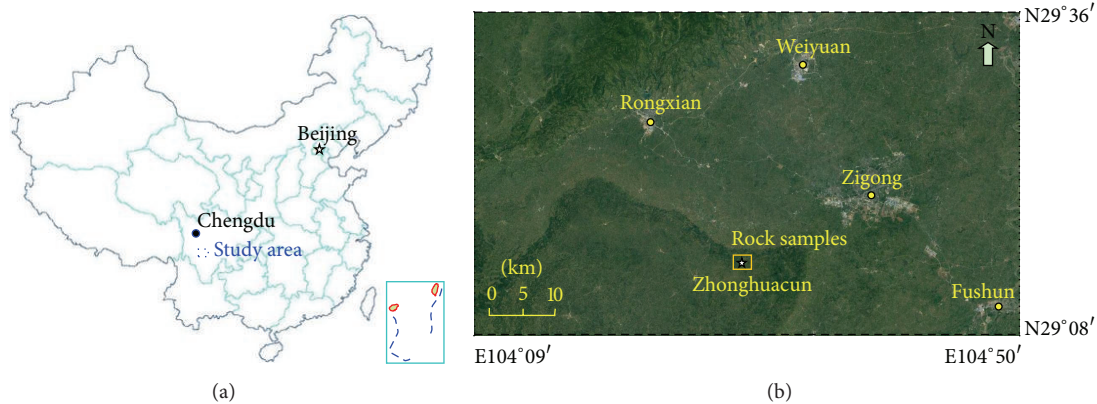 Beijing
Chengdu
Study area
(a)
N29°36′
N
Weiyuan
Rongxian
Zigong
Rock samples
Zhonghuacun
(km)
0 5 10
Fushun
N29°08′
E104°09′ E104°50′
(b)